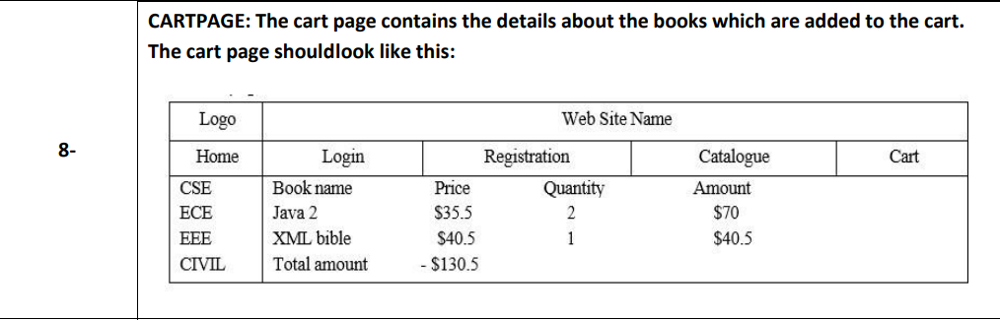 CARTPAGE: The cart page contains the details about the books which are added to the cart.
The cart page shouldlook like this:
8-
Logo Web Site Name
Home Login Registration Catalogue Cart
CSE Book name Price Quantity Amount
ECE Java 2 $35.5 2 $70
EEE XML bible $40.5 1 $40.5
CIVIL Total amount - $130.5